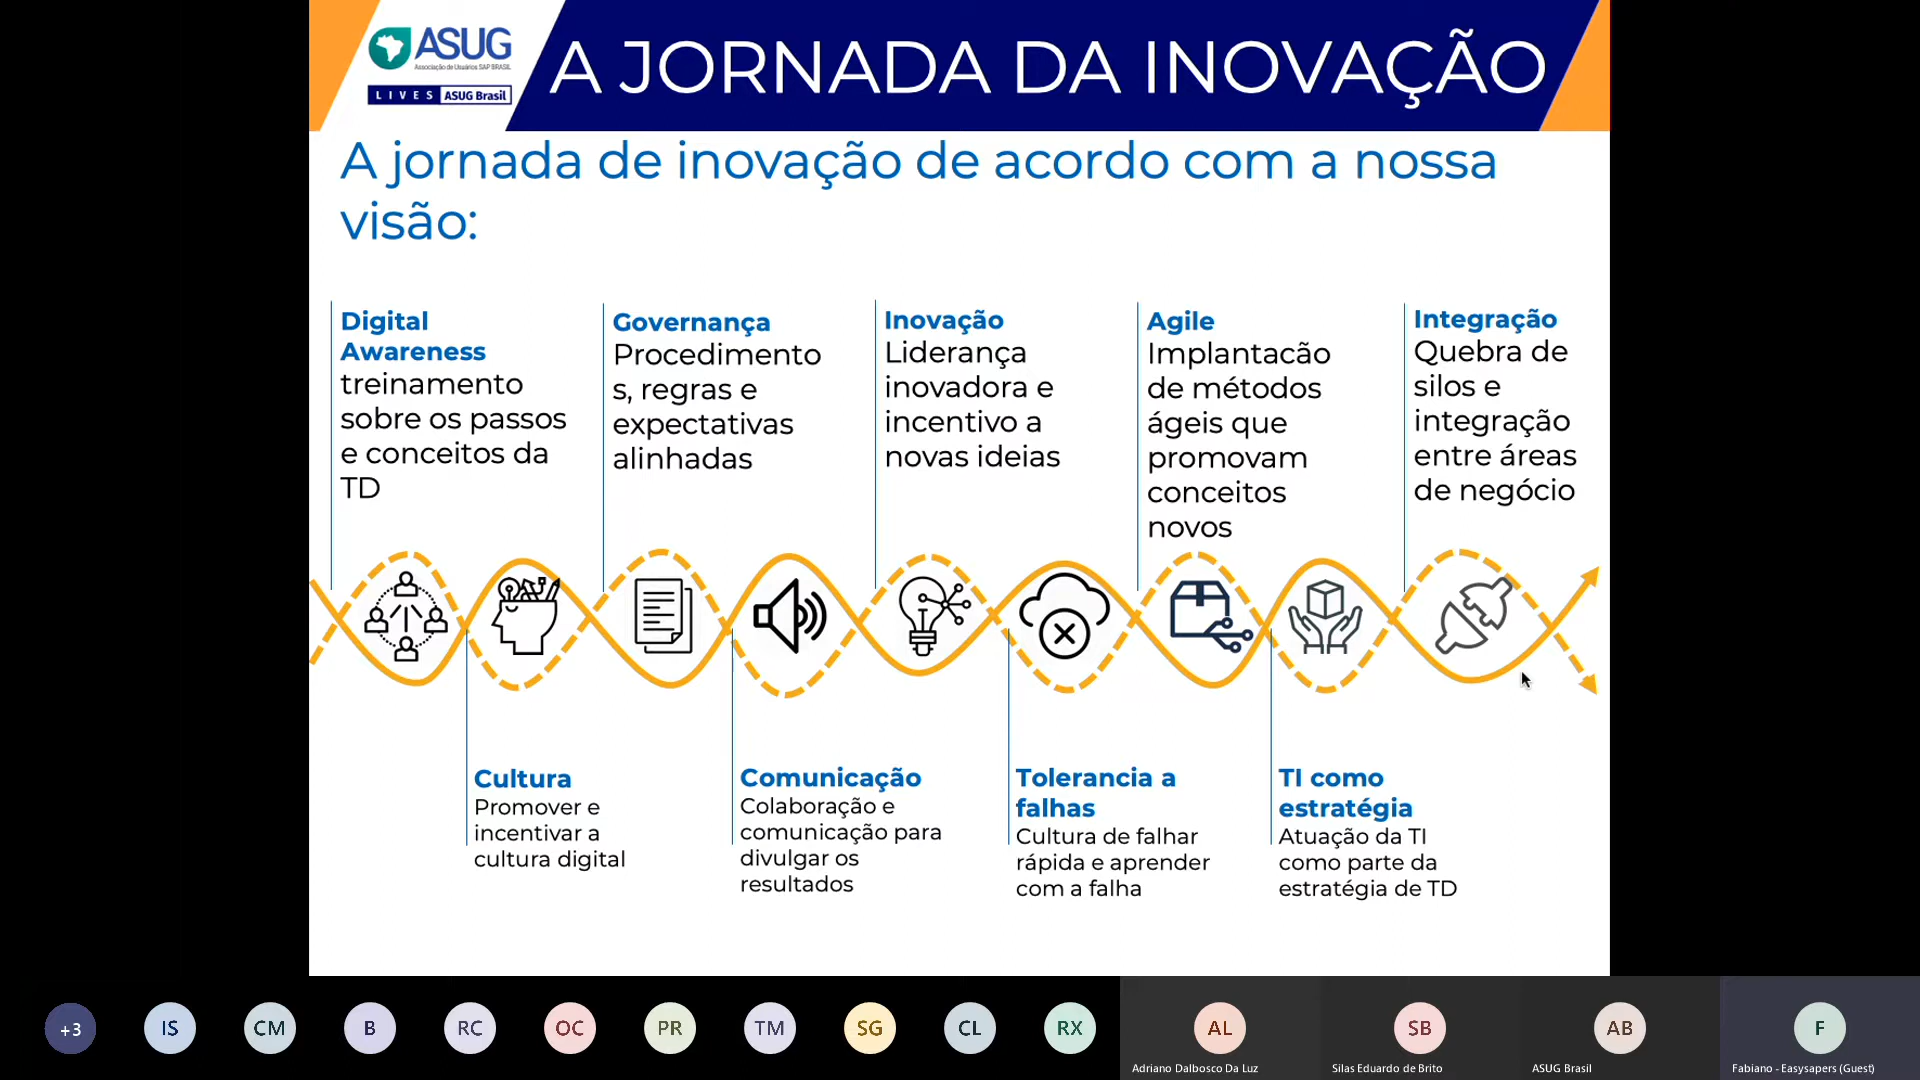 ASUG
Associação de Usuários SAP BRASIL
LIVES ASUG Brasil
A JORNADA DA INOVAÇÃO
A jornada de inovação de acordo com a nossa
visão:
Digital
Awareness
treinamento
sobre os passos
e conceitos da
TD
Governança
Procedimento
s, regras e
expectativas
alinhadas
Inovação
Liderança
inovadora e
incentivo a
novas ideias
Agile
Implantacão
de métodos
ágeis que
promovam
conceitos
novos
Integração
Quebra de
silos e
integração
entre áreas
de negócio
Cultura
Promover e
incentivar a
cultura digital
Comunicação
Colaboração e
comunicação para
divulgar os
resultados
Tolerancia a
falhas
Cultura de falhar
rápida e aprender
com a falha
TI como
estratégia
Atuação da TI
como parte da
estratégia de TD
+3
IS
CM
B
RC
OC
PR
TM
SG
CL
RX
AL
Adriano Dalbosco Da Luz
SB
Silas Eduardo de Brito
AB
ASUG Brasil
F
Fabiano - Easysapers (Guest)